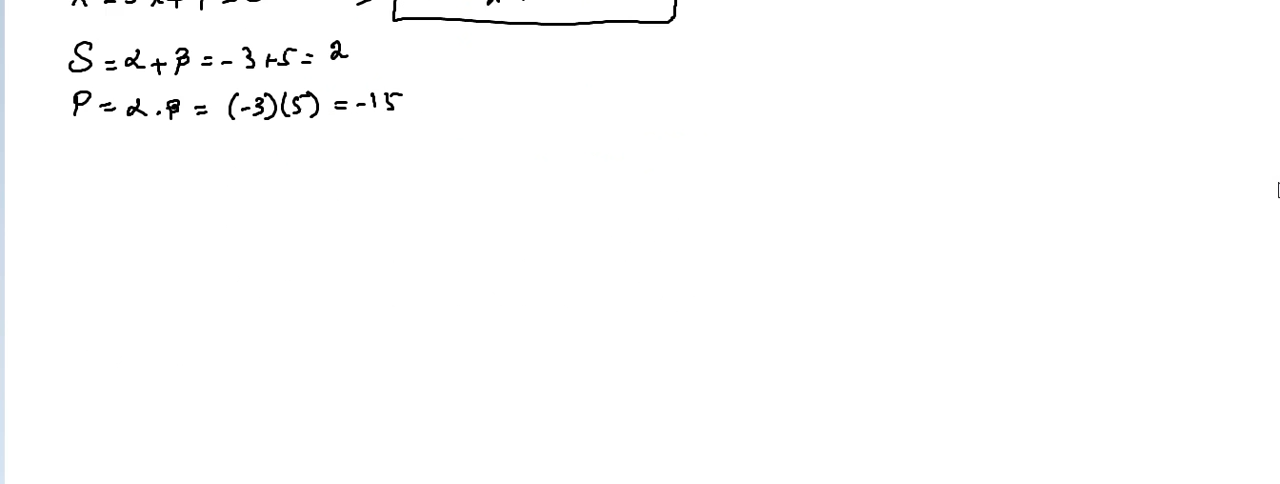 S = α + β = - 3 + 5 = 2
P = α . β = (-3)(5) = -15